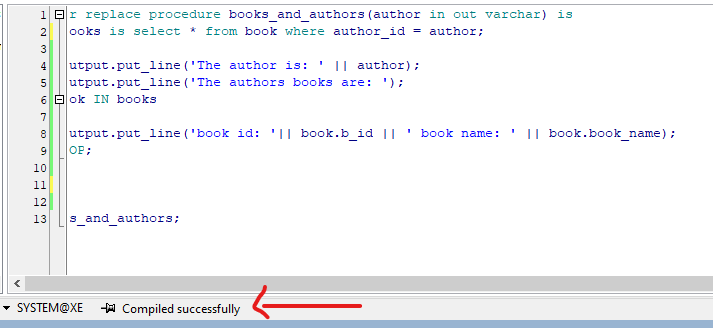 1 r replace procedure books_and_authors(author in out varchar) is
2 ooks is select * from book where author_id = author;
3
4 utput.put_line('The author is: ' || author);
5 utput.put_line('The authors books are: ');
6 ok IN books
7
8 utput.put_line('book id: '|| book.b_id || ' book name: ' || book.book_name);
9 OP;
10
11
12
13 s_and_authors;
SYSTEM@XE Compiled successfully